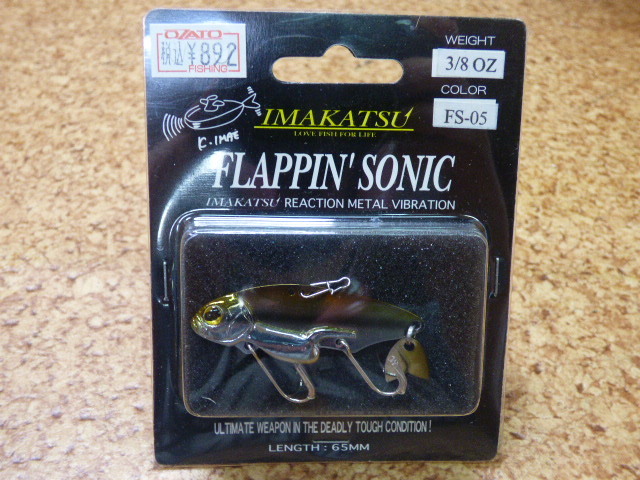 OZATO
税込¥892
FISHING
WEIGHT
3/8 OZ
COLOR
FS-05
K.IMAE
IMAKATSU
LOVE FISH FOR LIFE
FLAPPIN' SONIC
IMAKATSU REACTION METAL VIBRATION
ULTIMATE WEAPON IN THE DEADLY TOUGH CONDITION!
LENGTH : 65MM